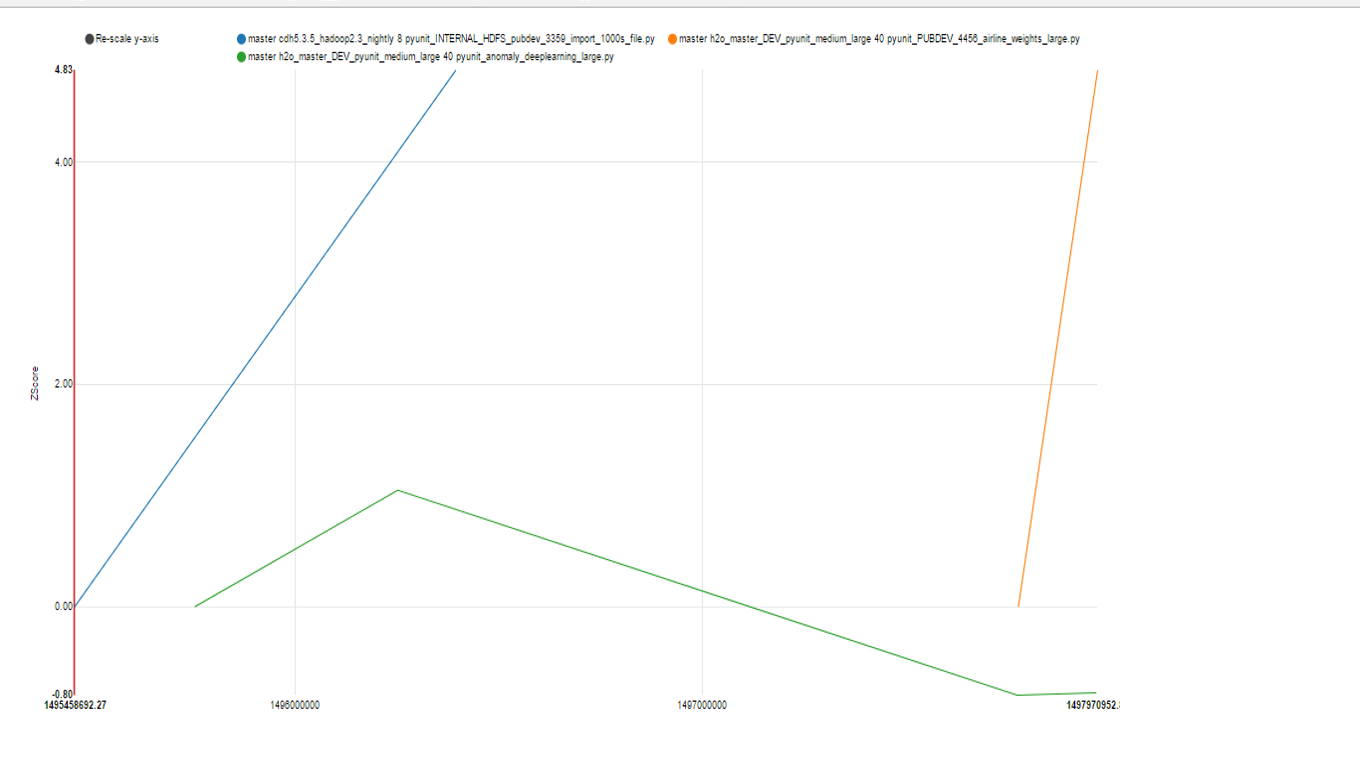 Re-scale y-axis
master cdh5.3.5_hadoop2.3_nightly 8 pyunit_INTERNAL_HDFS_pubdev_3359_import_1000s_file.py
master h2o_master_DEV_pyunit_medium_large 40 pyunit_PUBDEV_4456_airline_weights_large.py
master h2o_master_DEV_pyunit_medium_large 40 pyunit_anomaly_deeplearning_large.py
4.83
4.00
ZScore
2.00
0.00
-0.80
1495458692.27
1496000000
1497000000
1497970952.